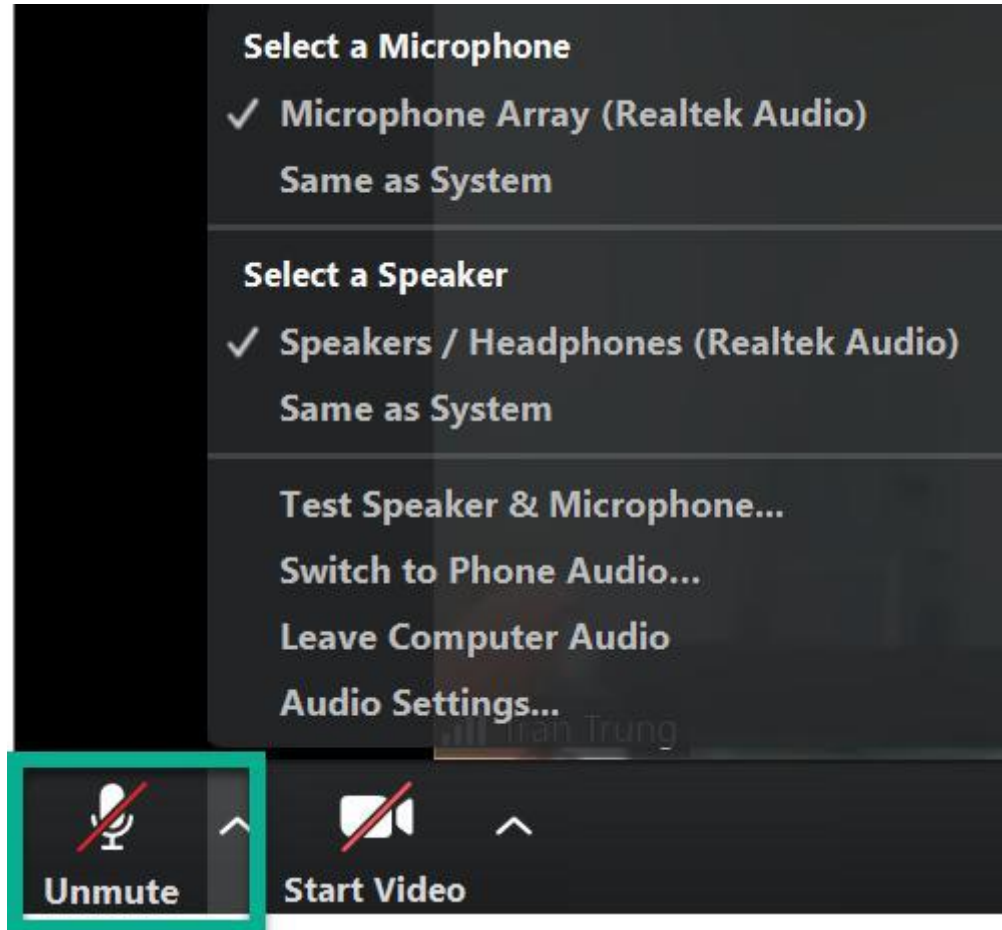 Select a Microphone
Microphone Array (Realtek Audio)
Same as System
Select a Speaker
Speakers / Headphones (Realtek Audio)
Same as System
Test Speaker & Microphone...
Switch to Phone Audio...
Leave Computer Audio
Audio Settings...
Tran Trung
Unmute
Start Video